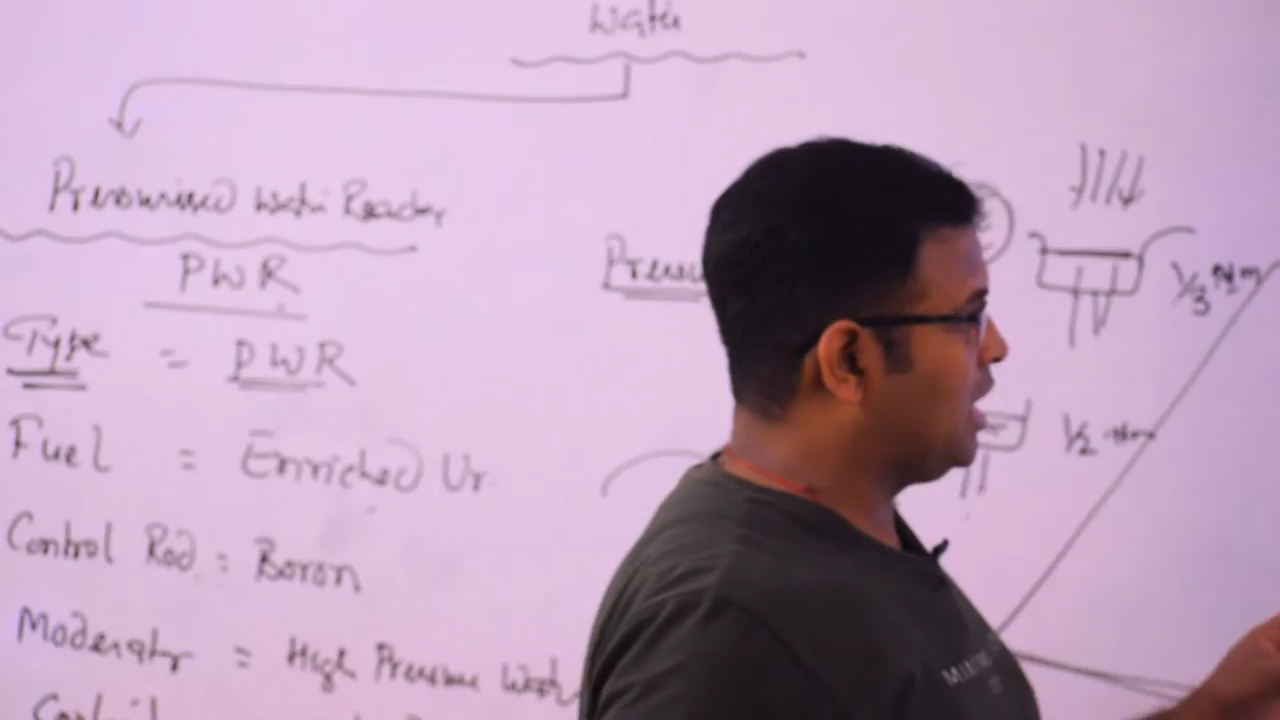 Water
Pressurised Water Reactor
PWR
Type = PWR
Fuel = Enriched Ur
Control Rod = Boron
Moderator = High Pressure Water
1/3
1/2